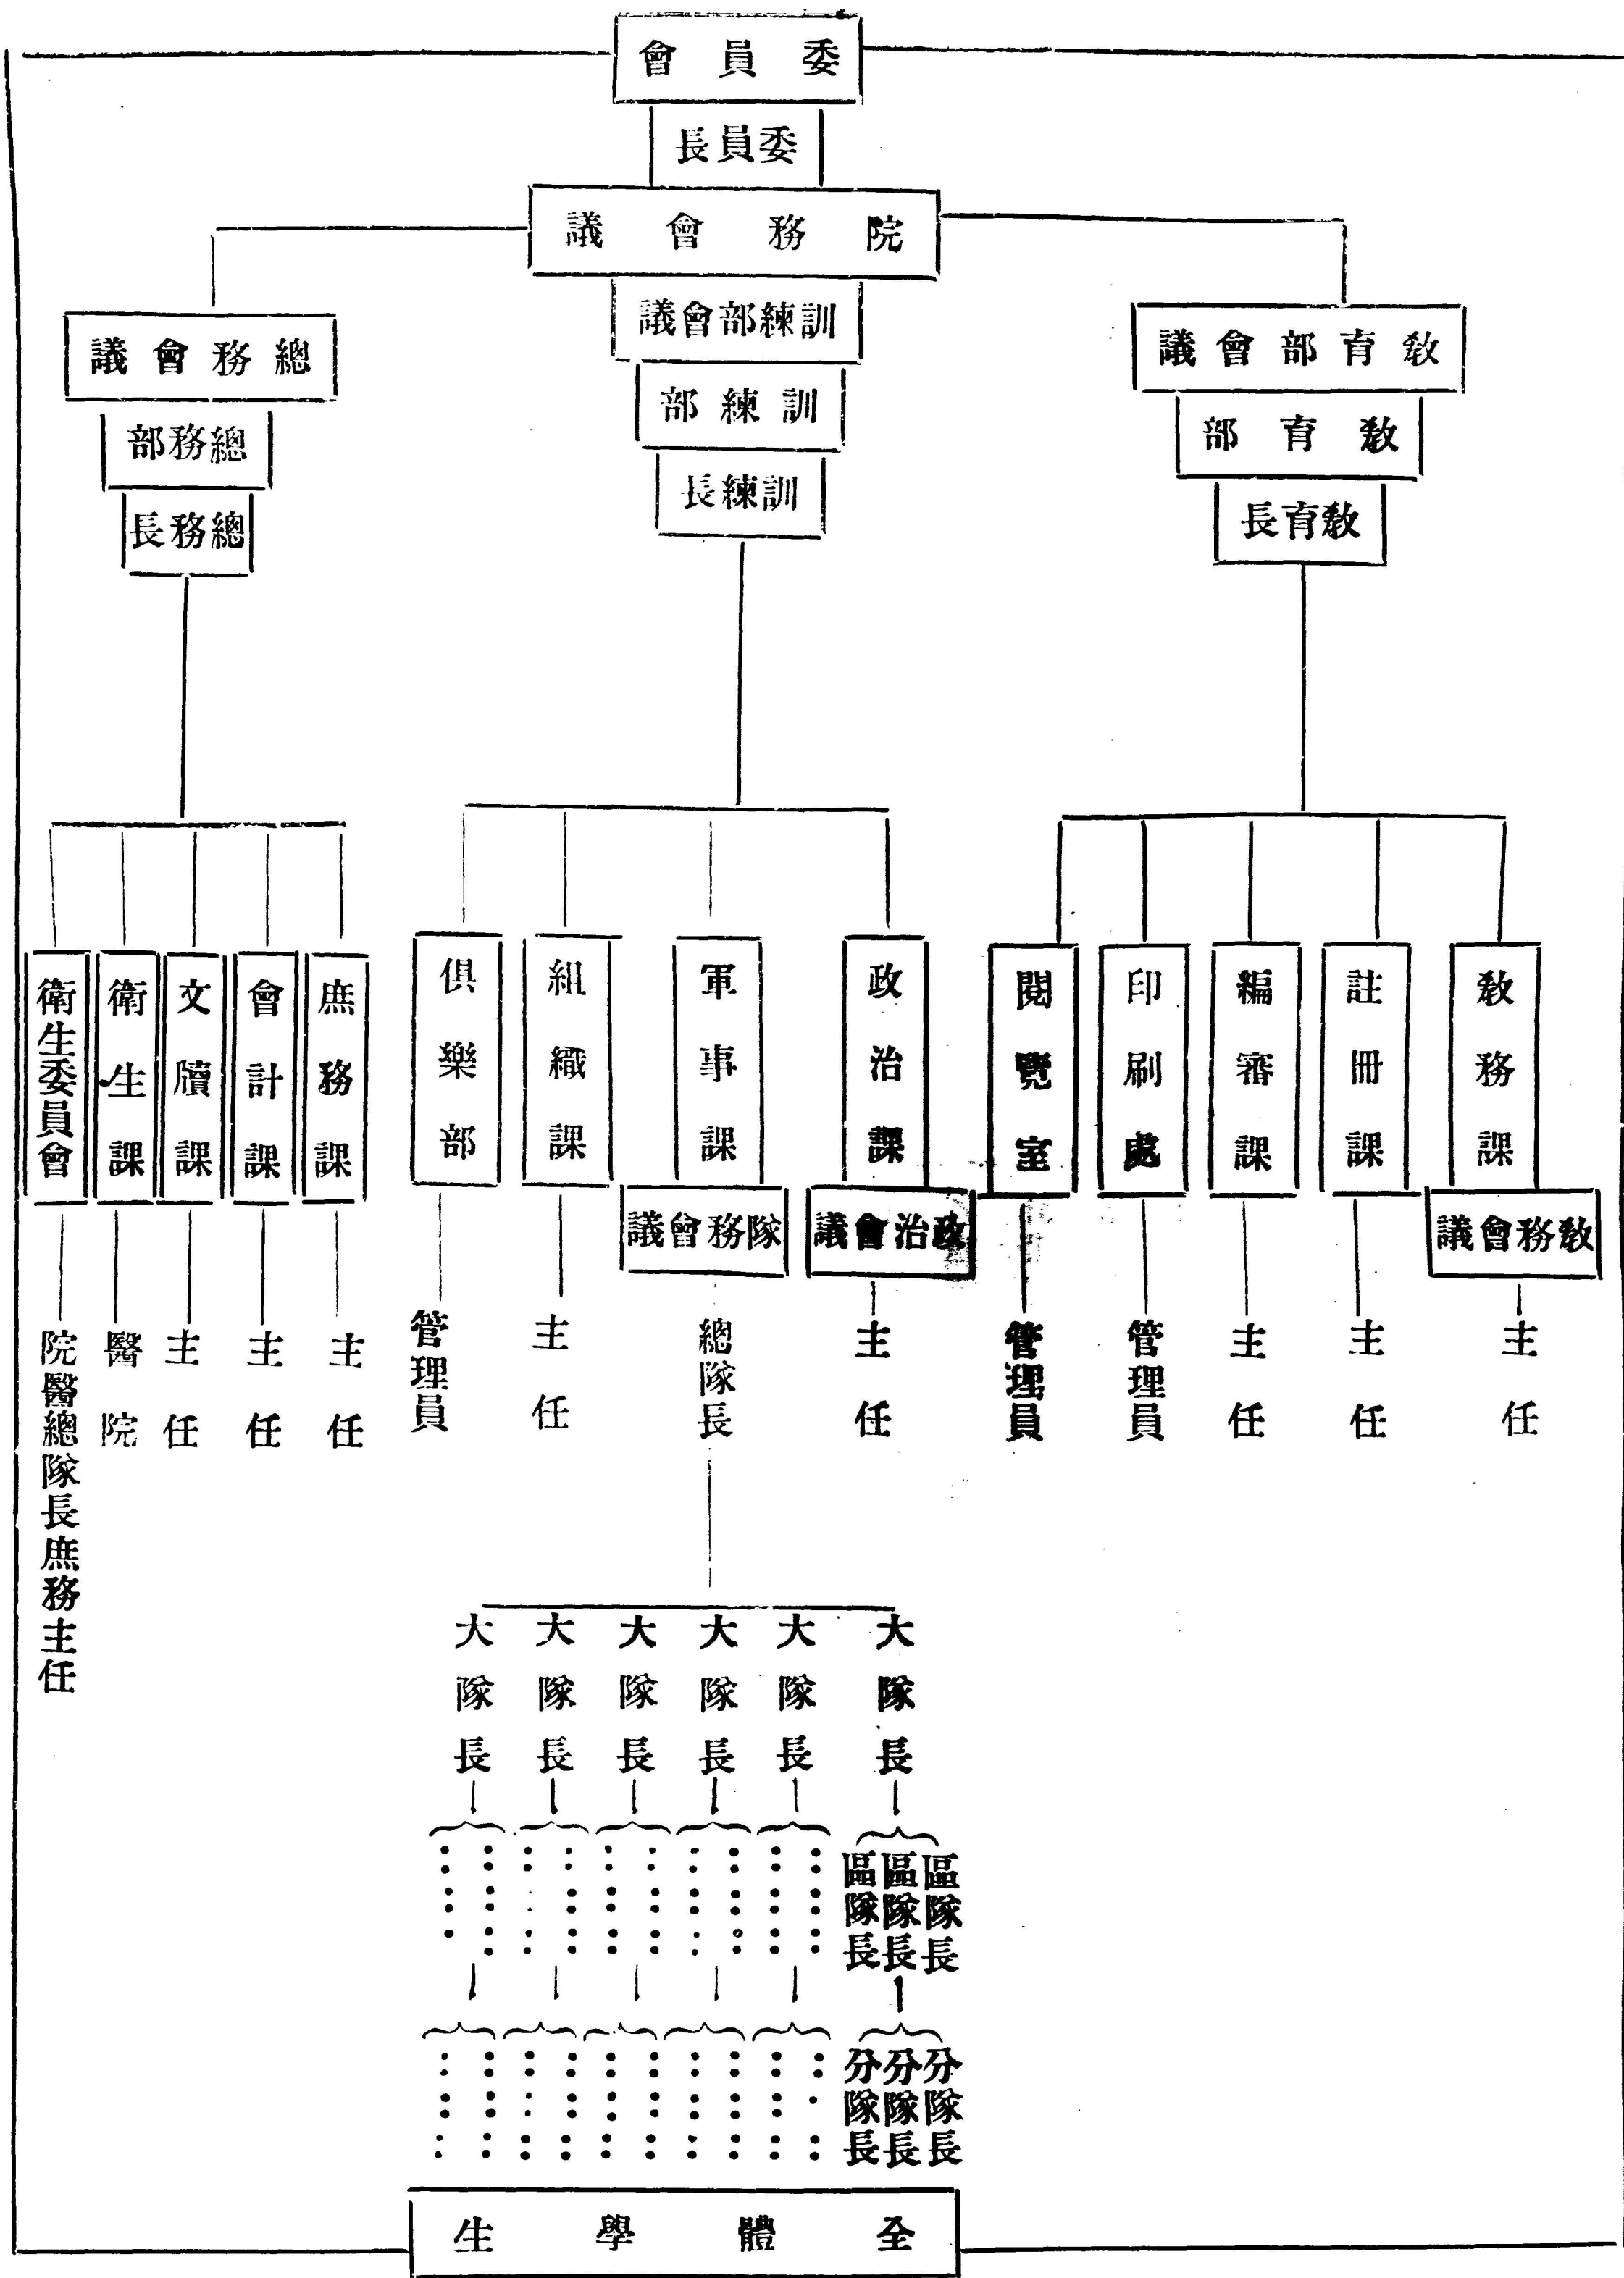 委員會
委員長
院務會議
教育部會議
教育部
教育長
訓練部會議
訓練部
訓練長
總務會議
總務部
總務長
教務課
教務會議
主任
註冊課
主任
編審課
主任
印刷處
管理員
閱覽室
管理員
政治課
政治會議
主任
軍事課
隊務會議
總隊長
組織課
主任
俱樂部
管理員
庶務課
主任
會計課
主任
文牘課
主任
衛生課
醫院
衛生委員會
院醫總隊長庶務主任
大隊長
大隊長
大隊長
大隊長
大隊長
大隊長
區隊長
區隊長
區隊長
分隊長
分隊長
分隊長
全體學生